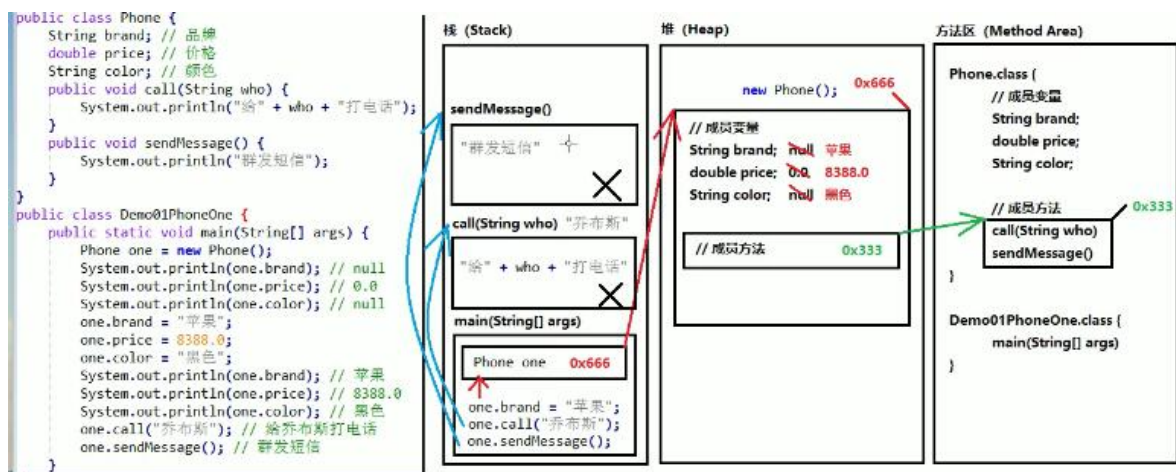 public class Phone {
String brand; // 品牌
double price; // 价格
String color; // 颜色
public void call(String who) {
System.out.println("给" + who + "打电话");
}
public void sendMessage() {
System.out.println("群发短信");
}
}
public class Demo01PhoneOne {
public static void main(String[] args) {
Phone one = new Phone();
System.out.println(one.brand); // null
System.out.println(one.price); // 0.0
System.out.println(one.color); // null
one.brand = "苹果";
one.price = 8388.0;
one.color = "黑色";
System.out.println(one.brand); // 苹果
System.out.println(one.price); // 8388.0
System.out.println(one.color); // 黑色
one.call("乔布斯"); // 给乔布斯打电话
one.sendMessage(); // 群发短信
}
栈 (Stack)
sendMessage()
"群发短信"
call(String who) "乔布斯"
"给" + who + "打电话"
main(String[] args)
Phone one 0x666
one.brand = "苹果";
one.call("乔布斯");
one.sendMessage();
堆 (Heap)
new Phone(); 0x666
// 成员变量
String brand; null 苹果
double price; 0.0 8388.0
String color; null 黑色
// 成员方法 0x333
方法区 (Method Area)
Phone.class {
// 成员变量
String brand;
double price;
String color;
// 成员方法 0x333
call(String who)
sendMessage()
}
Demo01PhoneOne.class {
main(String[] args)
}